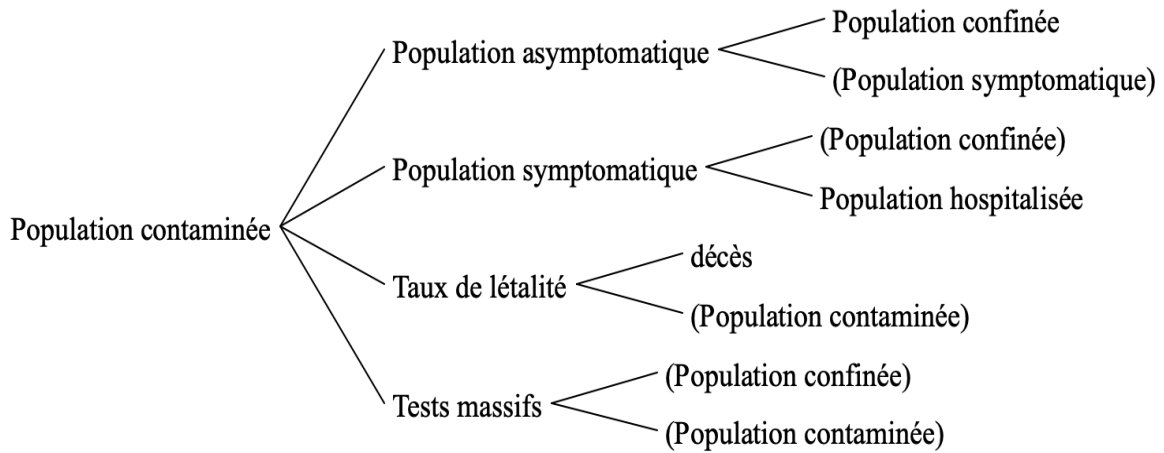 Population confinée
Population asymptomatique
(Population symptomatique)
(Population confinée)
Population symptomatique
Population hospitalisée
Population contaminée
décès
Taux de létalité
(Population contaminée)
(Population confinée)
Tests massifs
(Population contaminée)